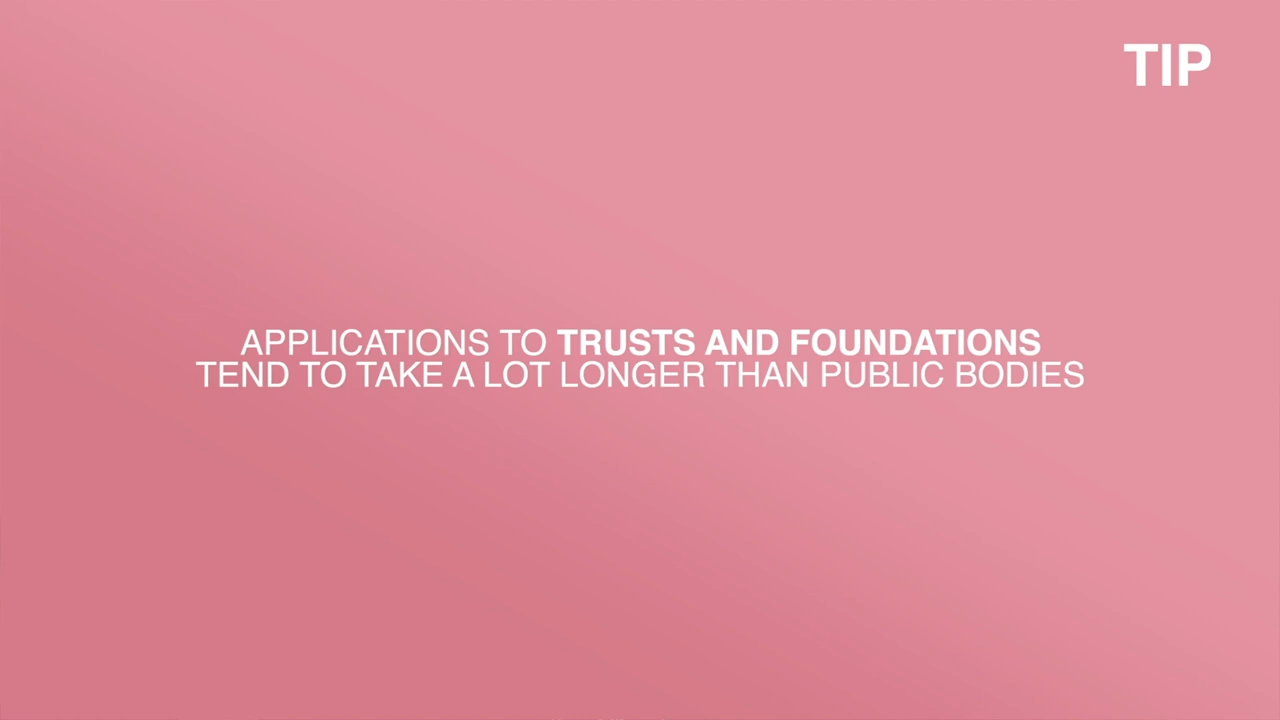 TIP
APPLICATIONS TO TRUSTS AND FOUNDATIONS
TEND TO TAKE A LOT LONGER THAN PUBLIC BODIES